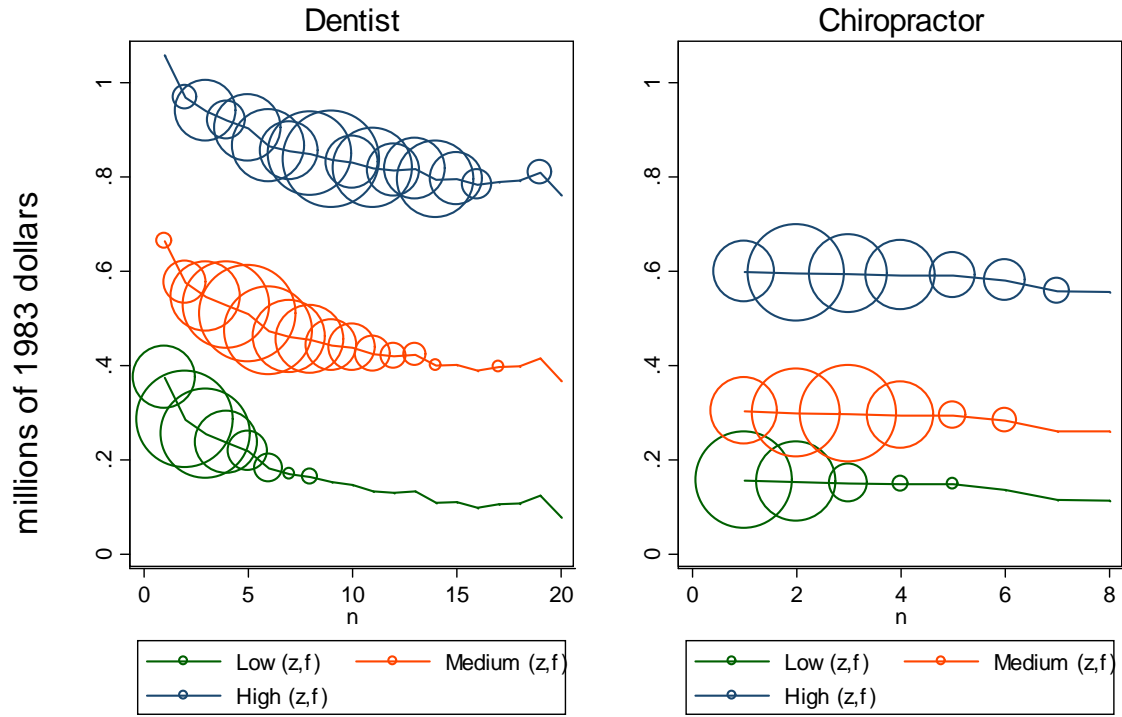 Dentist
Chiropractor
millions of 1983 dollars
1
.8
.6
.4
.2
0
0 5 10 15 20
n
1
.8
.6
.4
.2
0
0 2 4 6 8
n
Low (z,f) Medium (z,f)
High (z,f)
Low (z,f) Medium (z,f)
High (z,f)